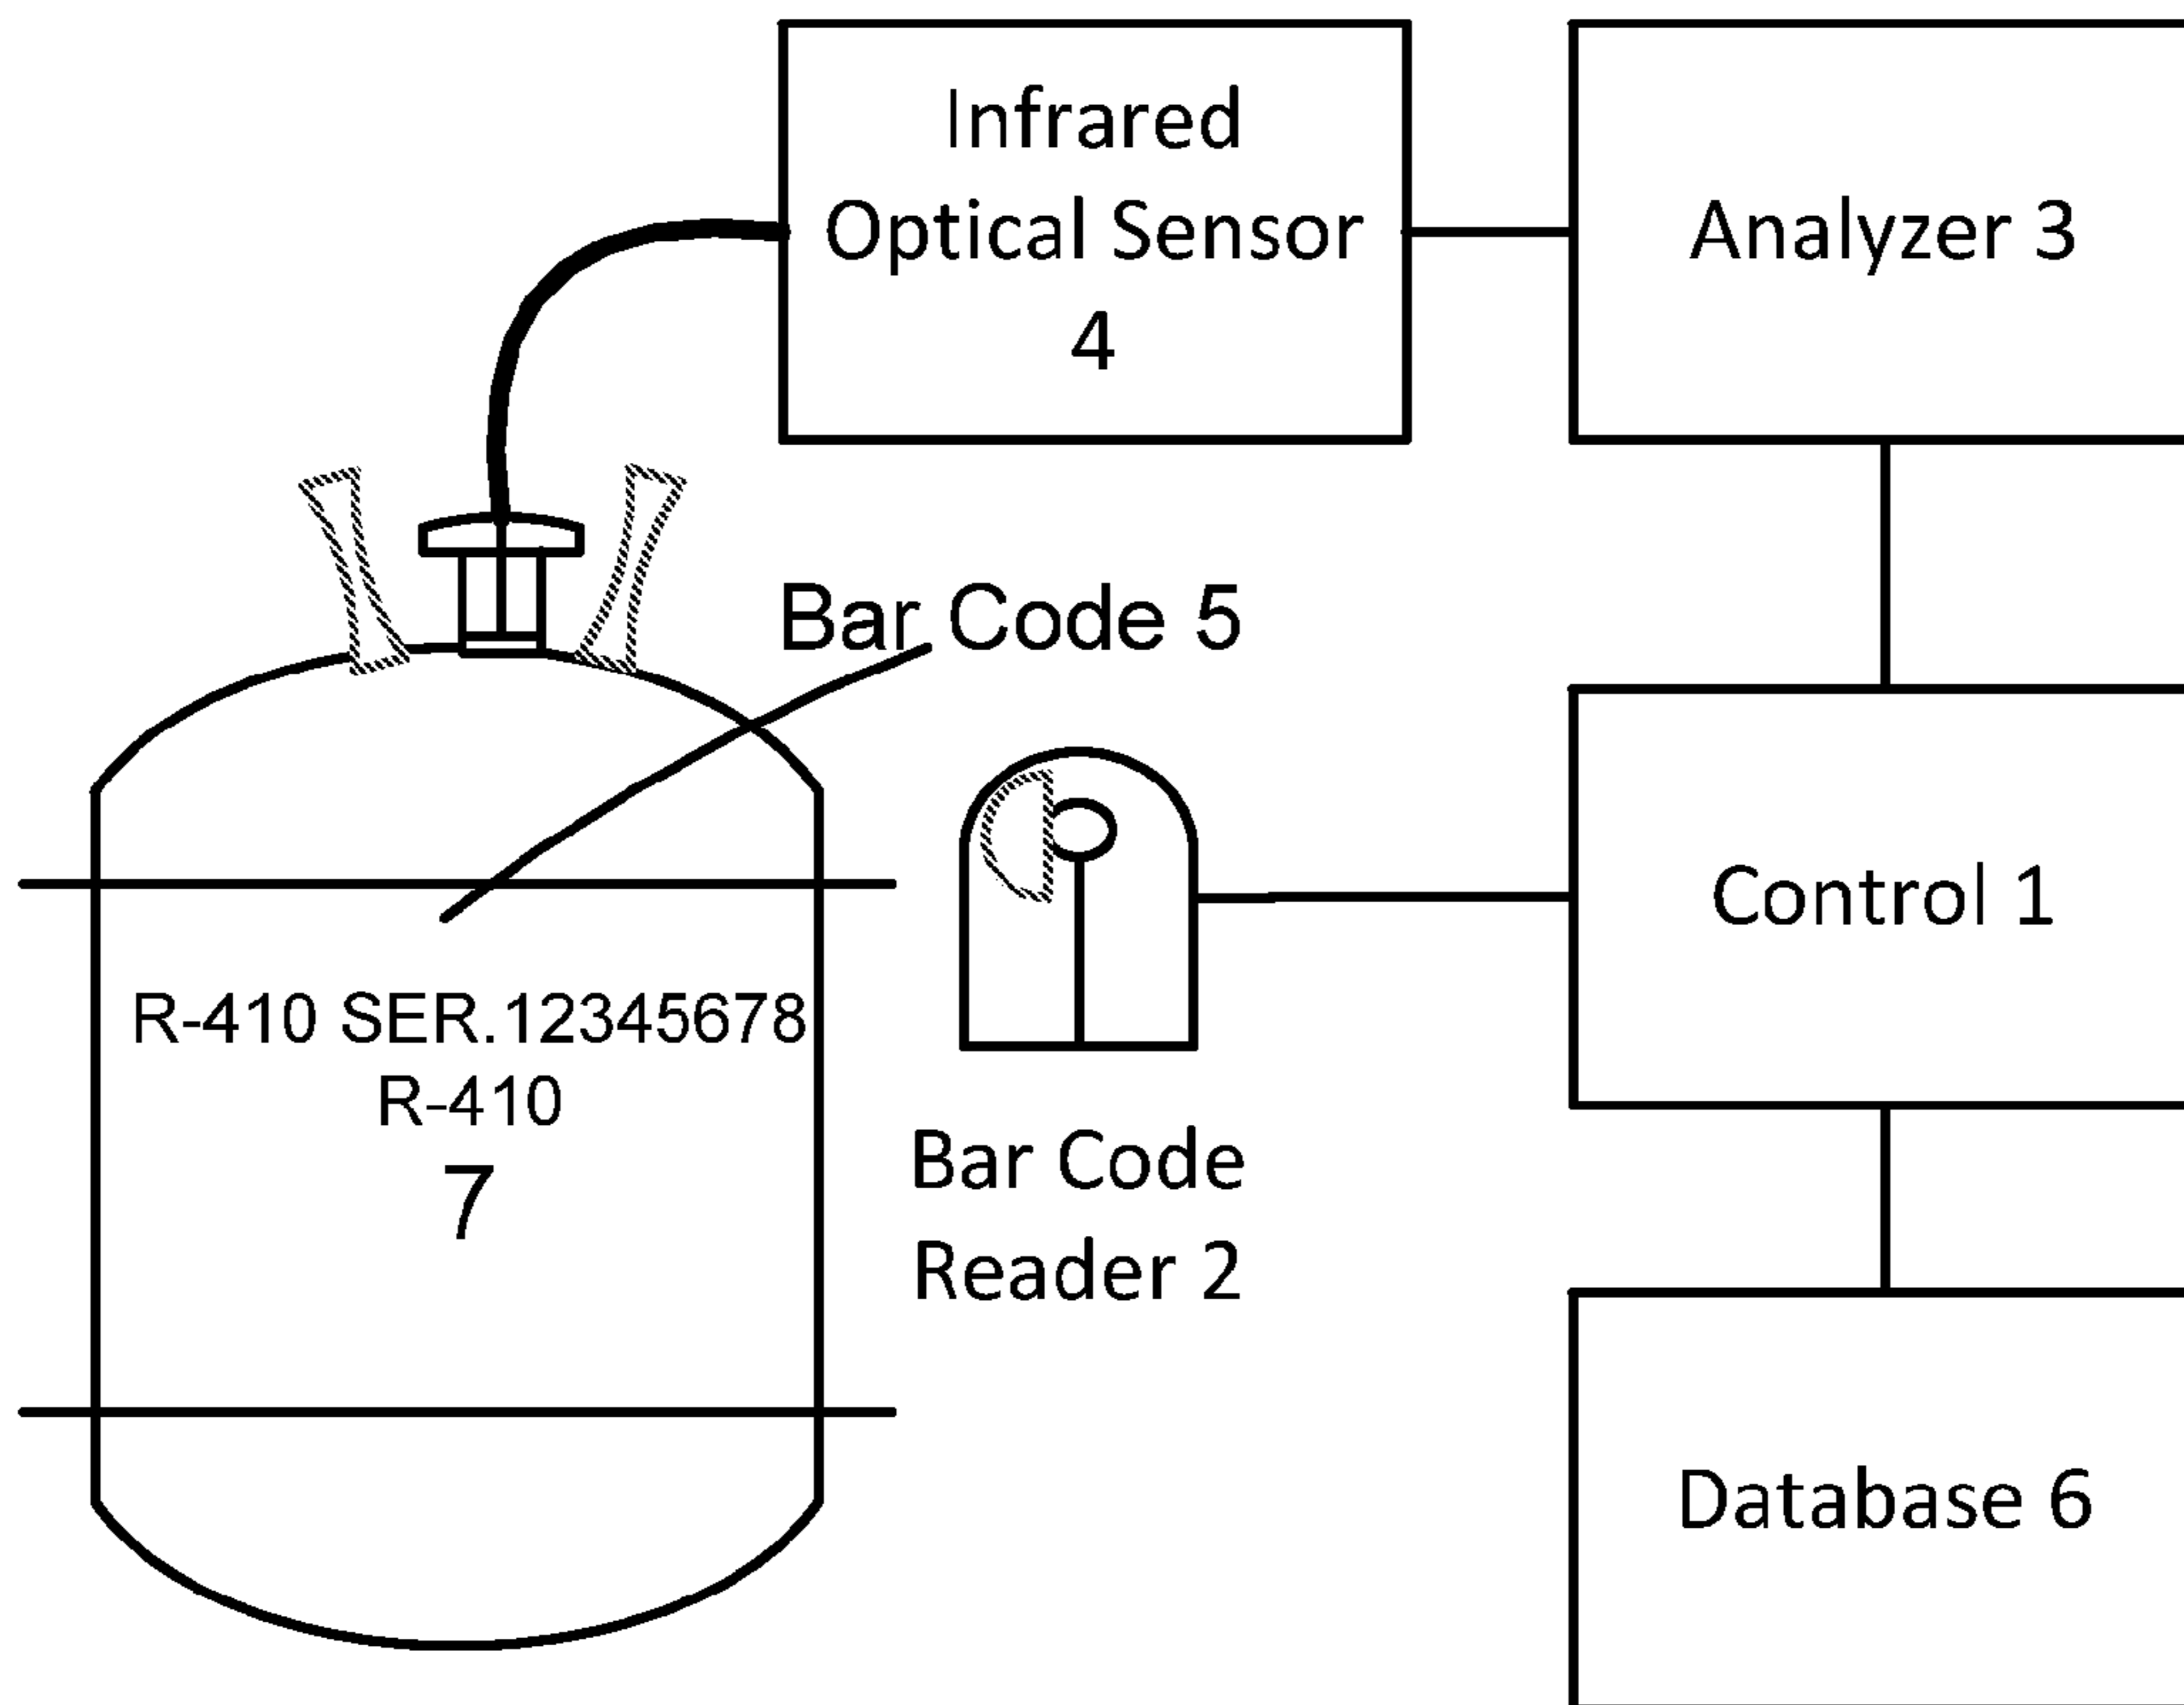 Infrared
Optical Sensor
4
Analyzer 3
Bar Code 5
Control 1
R-410 SER.12345678
R-410
7
Bar Code
Reader 2
Database 6